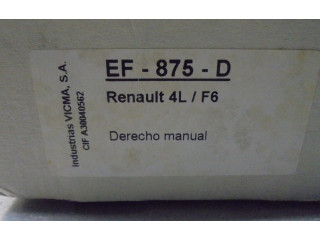 EF - 875 - D
Renault 4L / F6
Derecho manual
industrias VICMA, S.A.
CIF A30040562